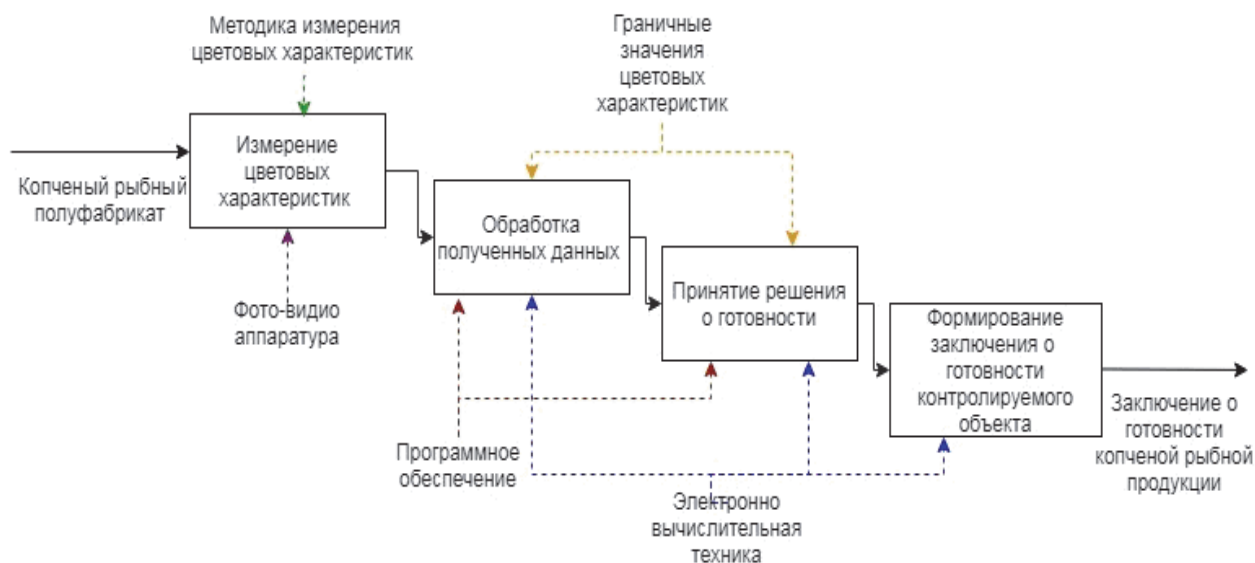 Методика измерения
цветовых характеристик
Граничные
значения
цветовых
характеристик
Измерение
цветовых
характеристик
Копченый рыбный
полуфабрикат
Обработка
полученных данных
Принятие решения
о готовности
Фото-видио
аппаратура
Формирование
заключения о
готовности
контролируемого
объекта
Заключение о
готовности
копченой рыбной
продукции
Программное
обеспечение
Электронно
вычислительная
техника